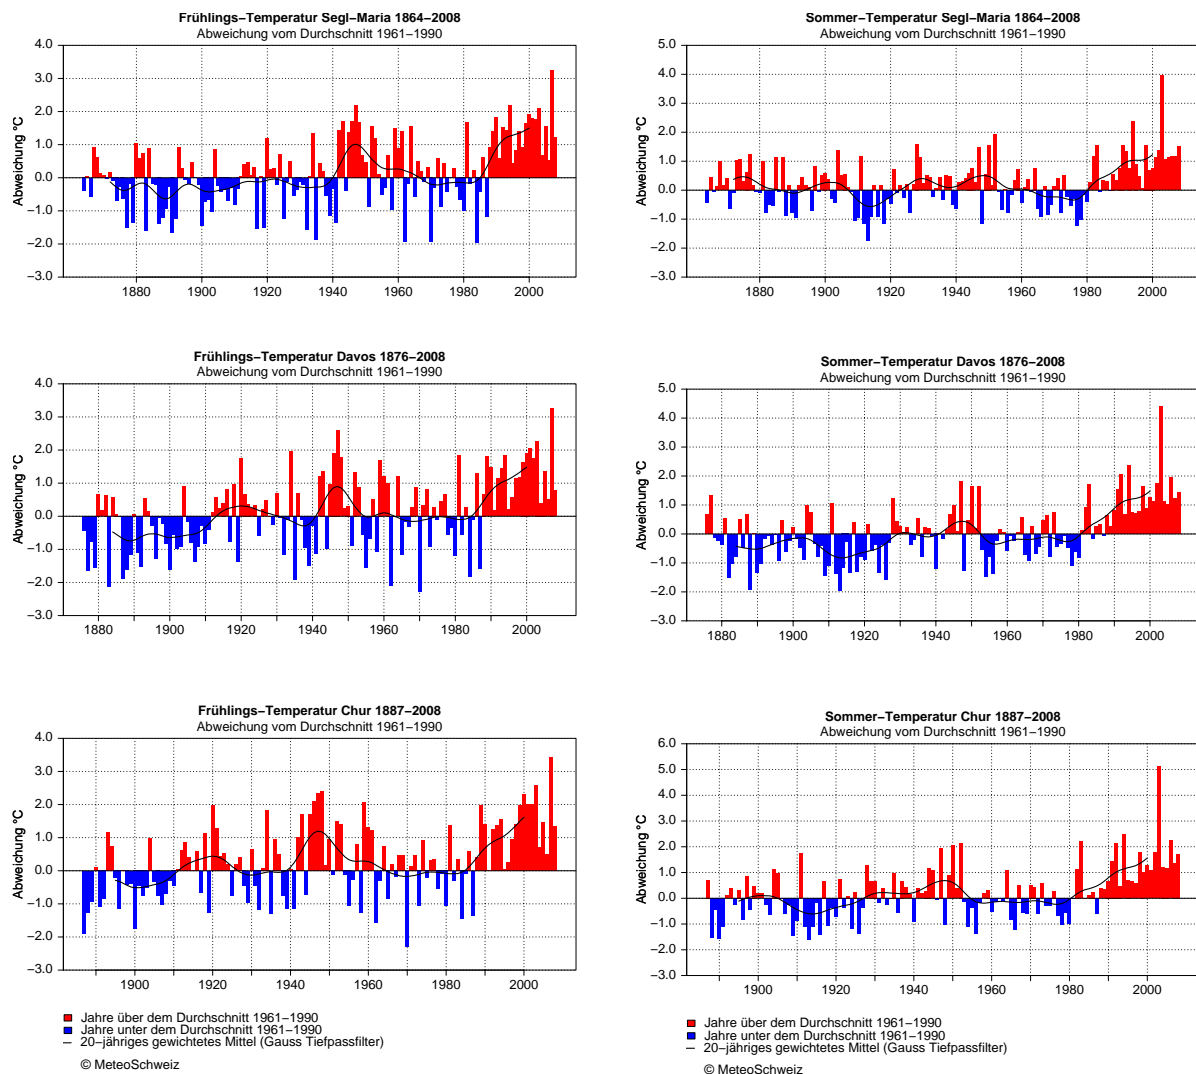 Frühlings−Temperatur Segl−Maria 1864−2008
Abweichung vom Durchschnitt 1961−1990
Abweichung °C
4.0
3.0
2.0
1.0
0.0
−1.0
−2.0
−3.0
1880 1900 1920 1940 1960 1980 2000
Sommer−Temperatur Segl−Maria 1864−2008
Abweichung vom Durchschnitt 1961−1990
Abweichung °C
5.0
4.0
3.0
2.0
1.0
0.0
−1.0
−2.0
−3.0
1880 1900 1920 1940 1960 1980 2000
Frühlings−Temperatur Davos 1876−2008
Abweichung vom Durchschnitt 1961−1990
Abweichung °C
4.0
3.0
2.0
1.0
0.0
−1.0
−2.0
−3.0
1880 1900 1920 1940 1960 1980 2000
Sommer−Temperatur Davos 1876−2008
Abweichung vom Durchschnitt 1961−1990
Abweichung °C
5.0
4.0
3.0
2.0
1.0
0.0
−1.0
−2.0
−3.0
1880 1900 1920 1940 1960 1980 2000
Frühlings−Temperatur Chur 1887−2008
Abweichung vom Durchschnitt 1961−1990
Abweichung °C
4.0
3.0
2.0
1.0
0.0
−1.0
−2.0
−3.0
1900 1920 1940 1960 1980 2000
Jahre über dem Durchschnitt 1961−1990
Jahre unter dem Durchschnitt 1961−1990
20−jähriges gewichtetes Mittel (Gauss Tiefpassfilter)
© MeteoSchweiz
Sommer−Temperatur Chur 1887−2008
Abweichung vom Durchschnitt 1961−1990
Abweichung °C
6.0
5.0
4.0
3.0
2.0
1.0
0.0
−1.0
−2.0
−3.0
1900 1920 1940 1960 1980 2000
Jahre über dem Durchschnitt 1961−1990
Jahre unter dem Durchschnitt 1961−1990
20−jähriges gewichtetes Mittel (Gauss Tiefpassfilter)
© MeteoSchweiz